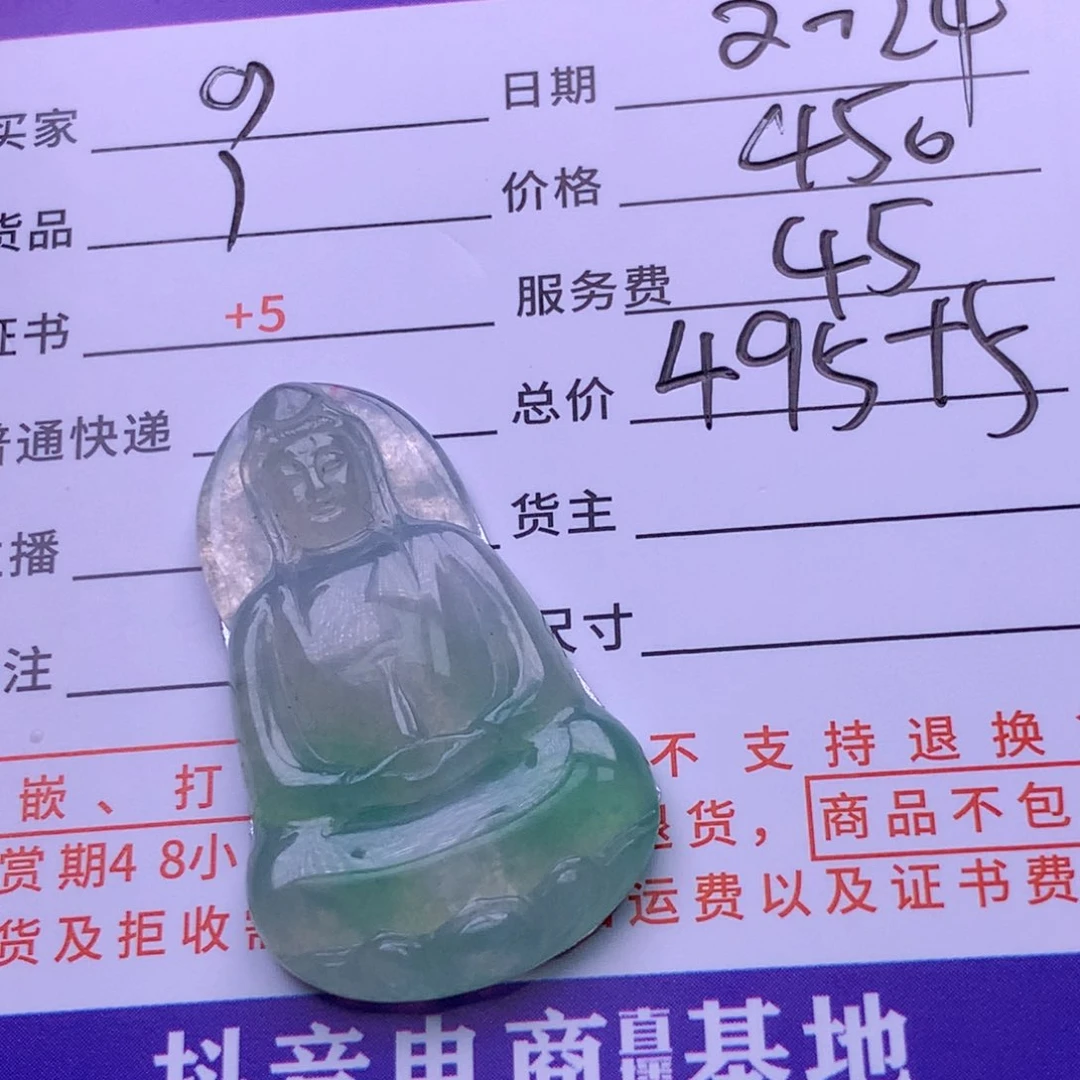 买家 9 日期 2-24
货品 1 价格 450
证书 +5 服务费 45
普通快递 总价 495+5
播 货主
注 尺寸
嵌、打 不支持退换
退货，商品不包
赏期48小
货及拒收 运费以及证书费
抖音电商直播基地